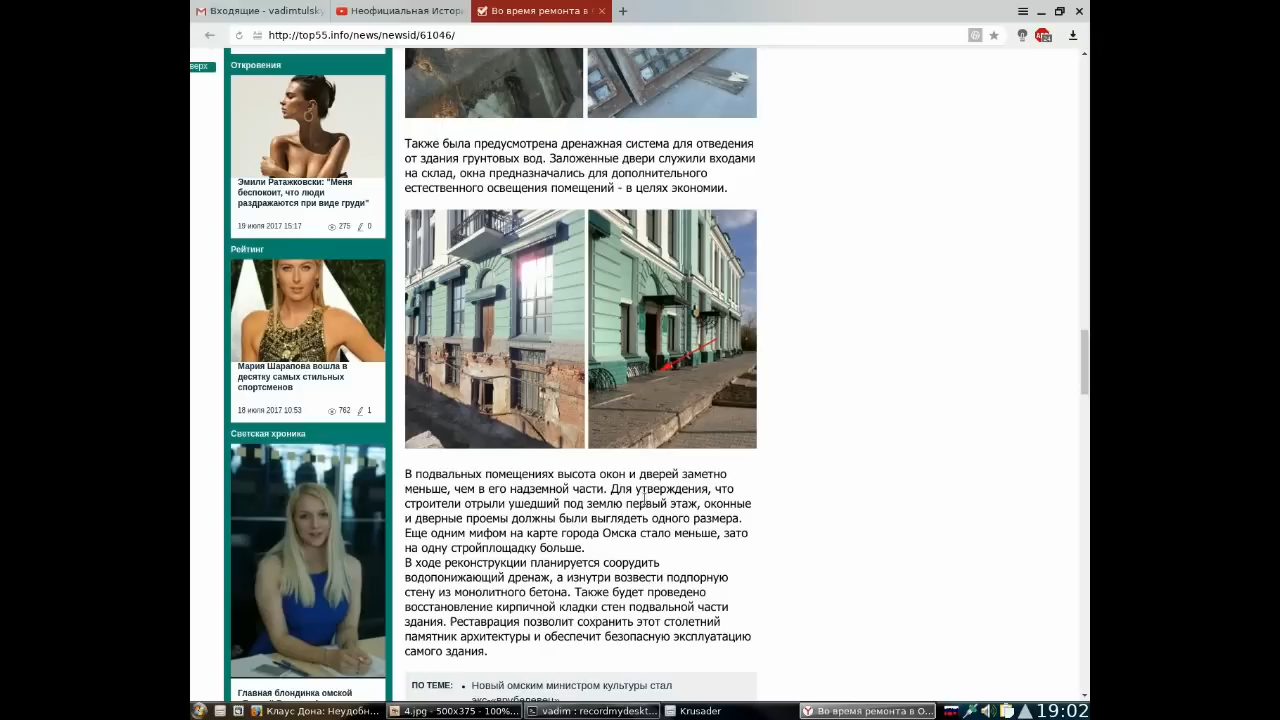 Входящие - vadimtulsk
Неофициальная Истор
Во время ремонта в
http://top55.info/news/newsid/61046/
верх
Откровения
Эмили Ратажковски: "Меня
беспокоит, что люди
раздражаются при виде груди"
19 июля 2017 15:17
275
0
Рейтинг
Мария Шарапова вошла в
десятку самых стильных
спортсменов
18 июля 2017 10:53
762
1
Светская хроника
Главная блондинка омской
Также была предусмотрена дренажная система для отведения
от здания грунтовых вод. Заложенные двери служили входами
на склад, окна предназначались для дополнительного
естественного освещения помещений - в целях экономии.
В подвальных помещениях высота окон и дверей заметно
меньше, чем в его надземной части. Для утверждения, что
строители отрыли ушедший под землю первый этаж, оконные
и дверные проемы должны были выглядеть одного размера.
Еще одним мифом на карте города Омска стало меньше, зато
на одну стройплощадку больше.
В ходе реконструкции планируется соорудить
водопонижающий дренаж, а изнутри возвести подпорную
стену из монолитного бетона. Также будет проведено
восстановление кирпичной кладки стен подвальной части
здания. Реставрация позволит сохранить этот столетний
памятник архитектуры и обеспечит безопасную эксплуатацию
самого здания.
ПО ТЕМЕ:
• Новый омским министром культуры стал
экс-«врубелевец»
Клаус Дона: Неудобн...
4.jpg - 500x375 - 100%...
vadim : recordmydeskt...
Krusader
Во время ремонта в О...
19:02